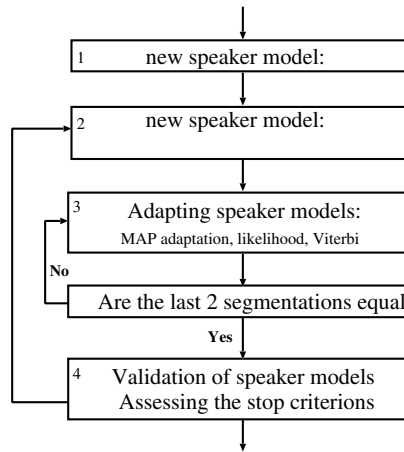 1
new speaker model:
2
new speaker model:
3
Adapting speaker models:
MAP adaptation, likelihood, Viterbi
No
Are the last 2 segmentations equal
Yes
4
Validation of speaker models
Assessing the stop criterions